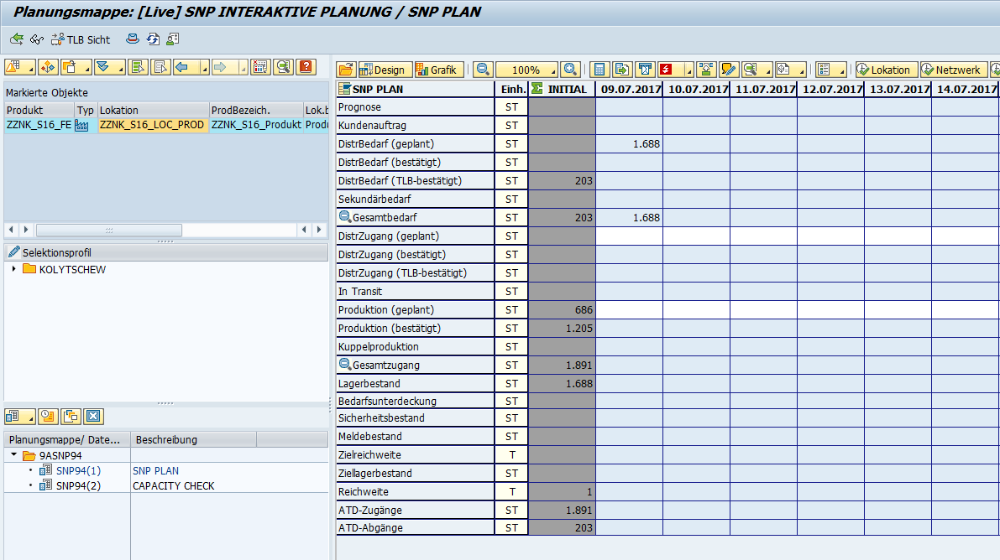 Planungsmappe: [Live] SNP INTERAKTIVE PLANUNG / SNP PLAN
TLB Sicht
Markierte Objekte
Produkt Typ Lokation ProdBezeich. Lok.b
ZZNK_S16_FE ZZNK_S16_LOC_PROD ZZNK_S16_Produkt Produ
Selektionsprofil
KOLYTSCHEW
Planungsmappe/ Date... Beschreibung
9ASNP94
SNP94(1) SNP PLAN
SNP94(2) CAPACITY CHECK
Design Grafik 100% Lokation Netzwerk
SNP PLAN Einh. Σ INITIAL 09.07.2017 10.07.2017 11.07.2017 12.07.2017 13.07.2017 14.07.2017
Prognose ST
Kundenauftrag ST
DistrBedarf (geplant) ST 1.688
DistrBedarf (bestätigt) ST
DistrBedarf (TLB-bestätigt) ST 203
Sekundärbedarf ST
Gesamtbedarf ST 203 1.688
DistrZugang (geplant) ST
DistrZugang (bestätigt) ST
DistrZugang (TLB-bestätigt) ST
In Transit ST
Produktion (geplant) ST 686
Produktion (bestätigt) ST 1.205
Kuppelproduktion ST
Gesamtzugang ST 1.891
Lagerbestand ST 1.688
Bedarfsunterdeckung ST
Sicherheitsbestand ST
Meldebestand ST
Zielreichweite T
Ziellagerbestand ST
Reichweite T 1
ATD-Zugänge ST 1.891
ATD-Abgänge ST 203